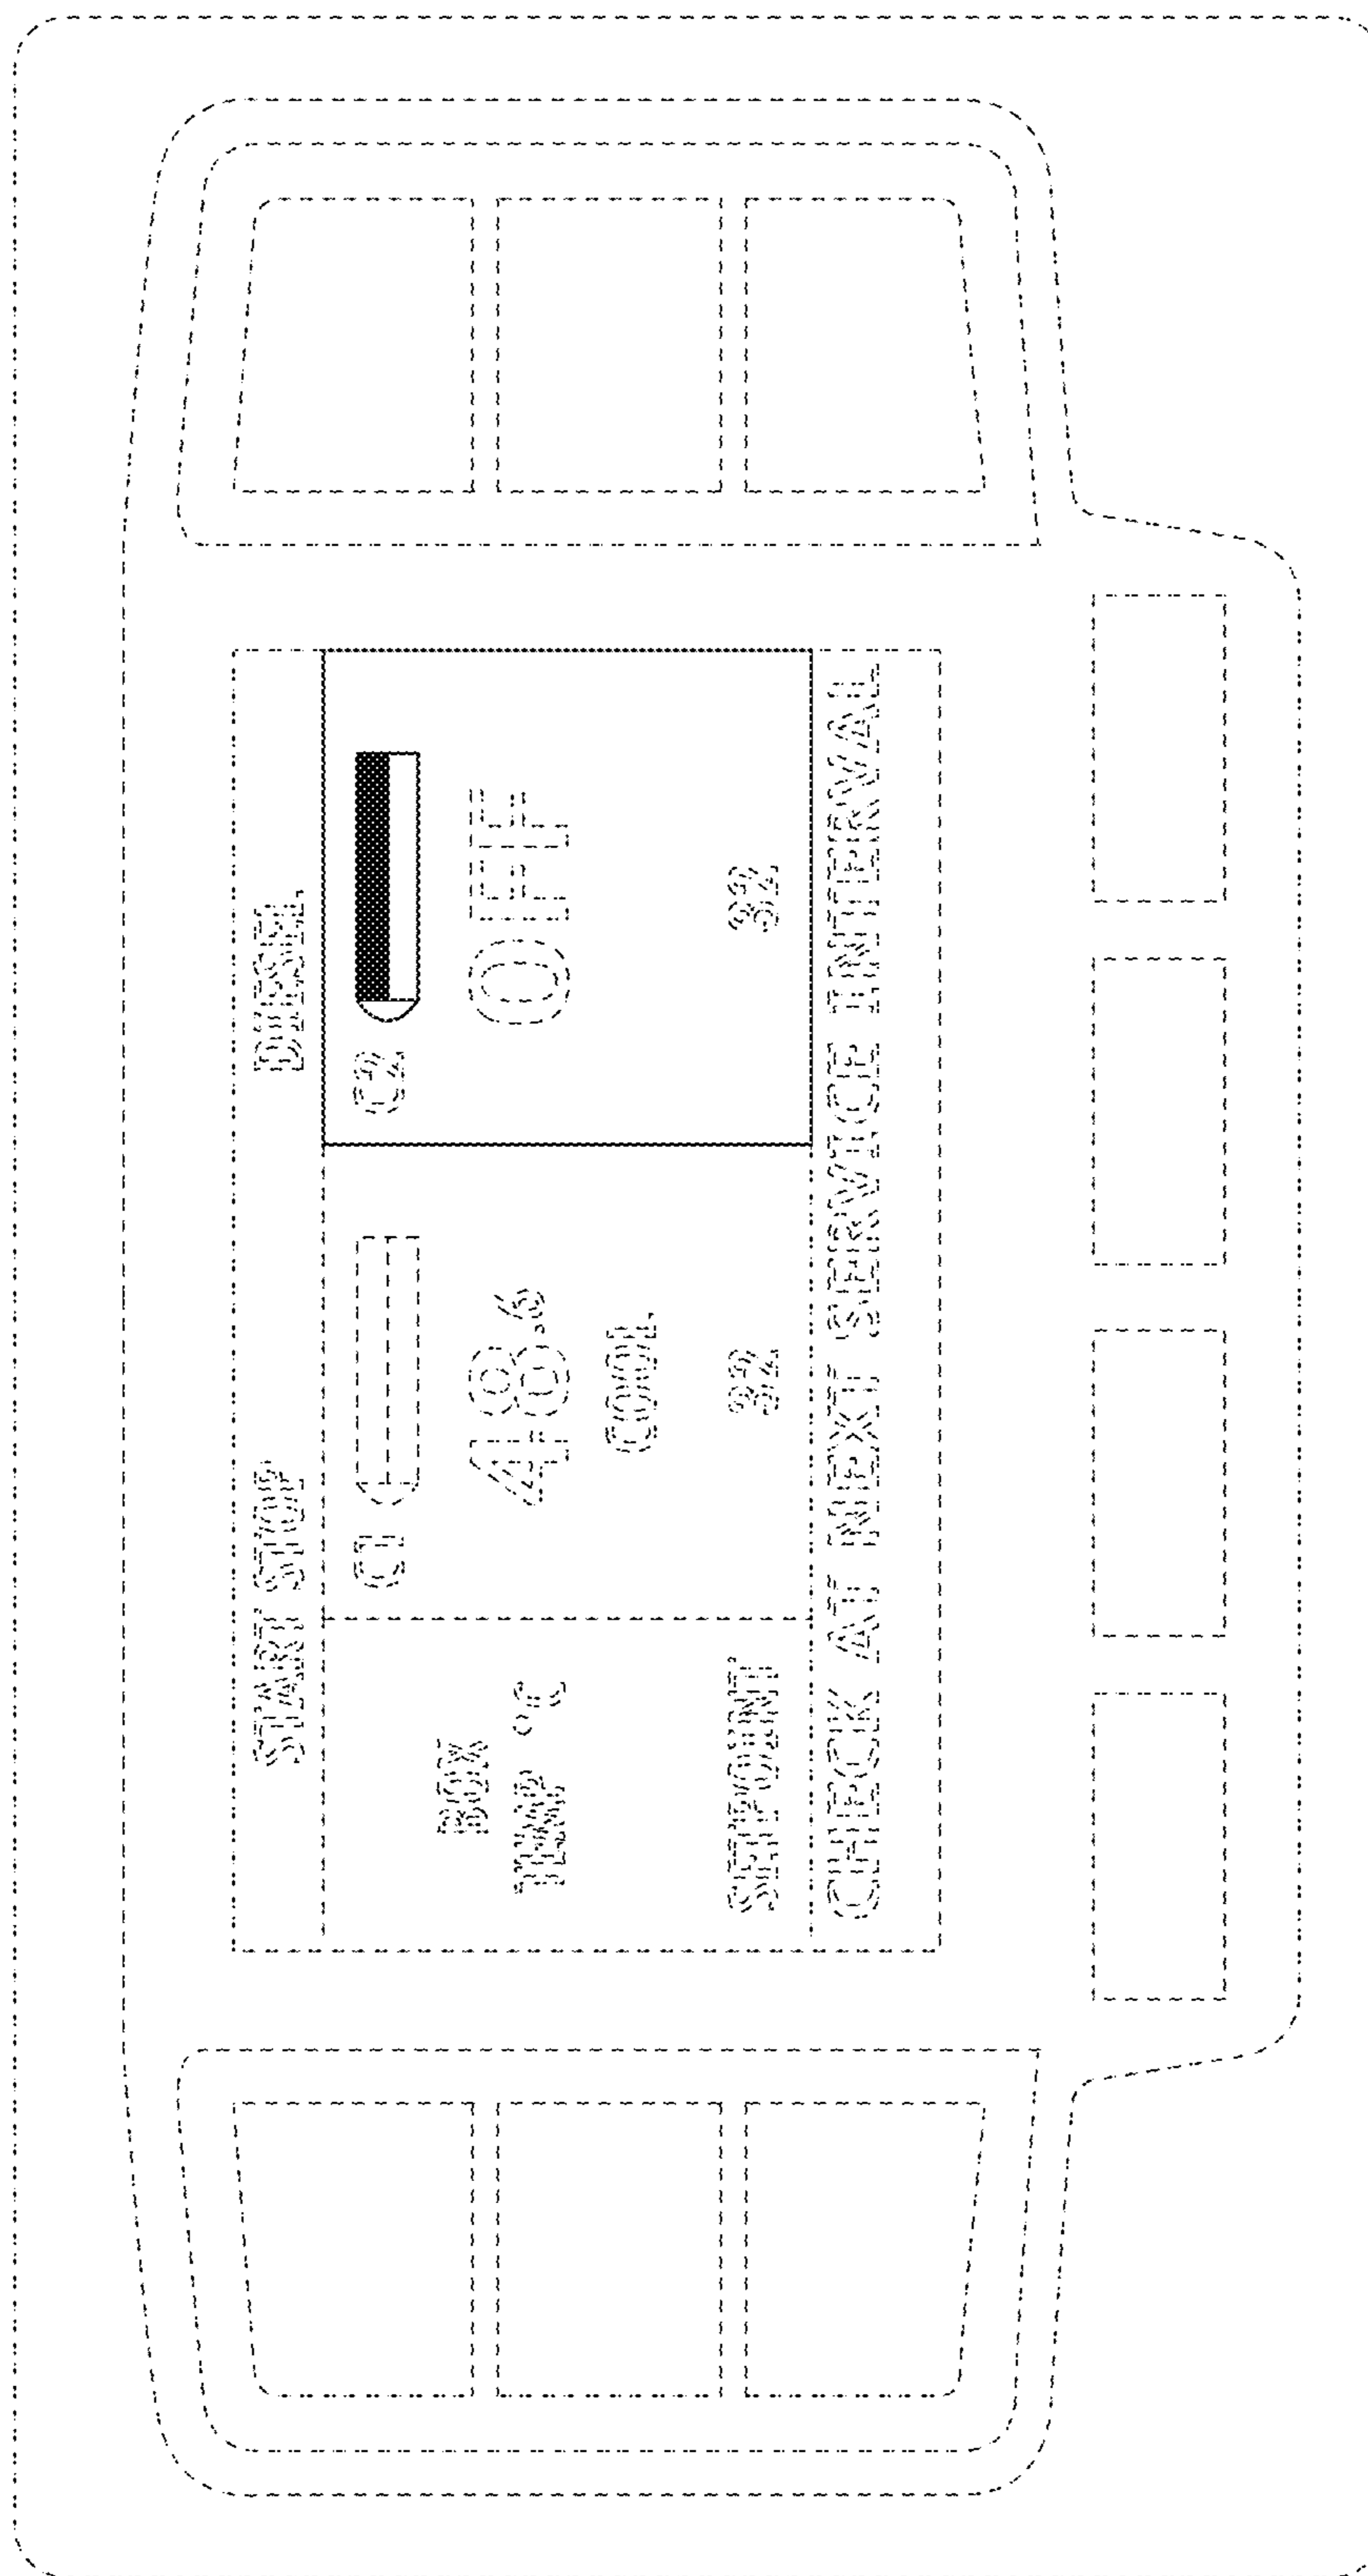 START STOP DIESEL
C1 C2
BOX
TEMP °C 48.6 OFF
COOL
SETPOINT 32 32
CHECK AT NEXT SERVICE INTERVAL